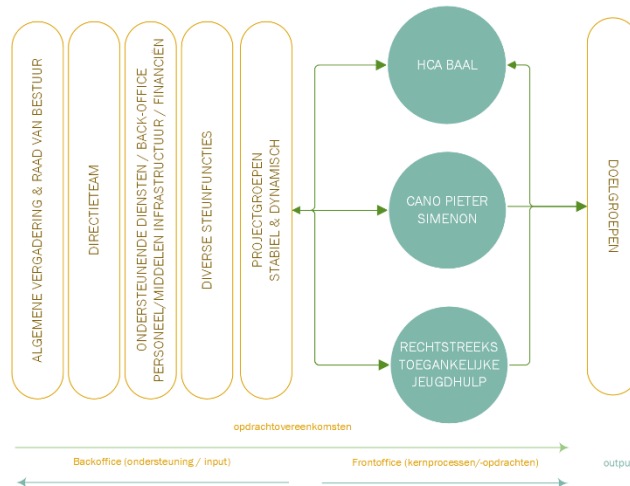 ALGEMENE VERGADERING & RAAD VAN BESTUUR
DIRECTIETEAM
ONDERSTEUNENDE DIENSTEN / BACK-OFFICE
PERSONEEL/MIDDELEN INFRASTRUCTUUR / FINANCIËN
DIVERSE STEUNFUNCTIES
PROJECTGROEPEN
STABIEL & DYNAMISCH
HCA BAAL
CANO PIETER
SIMENON
RECHTSTREEKS
TOEGANKELIJKE
JEUGDHULP
DOELGROEPEN
opdrachtovereenkomsten
Backoffice (ondersteuning / input)
Frontoffice (kernprocessen/-opdrachten)
outpu